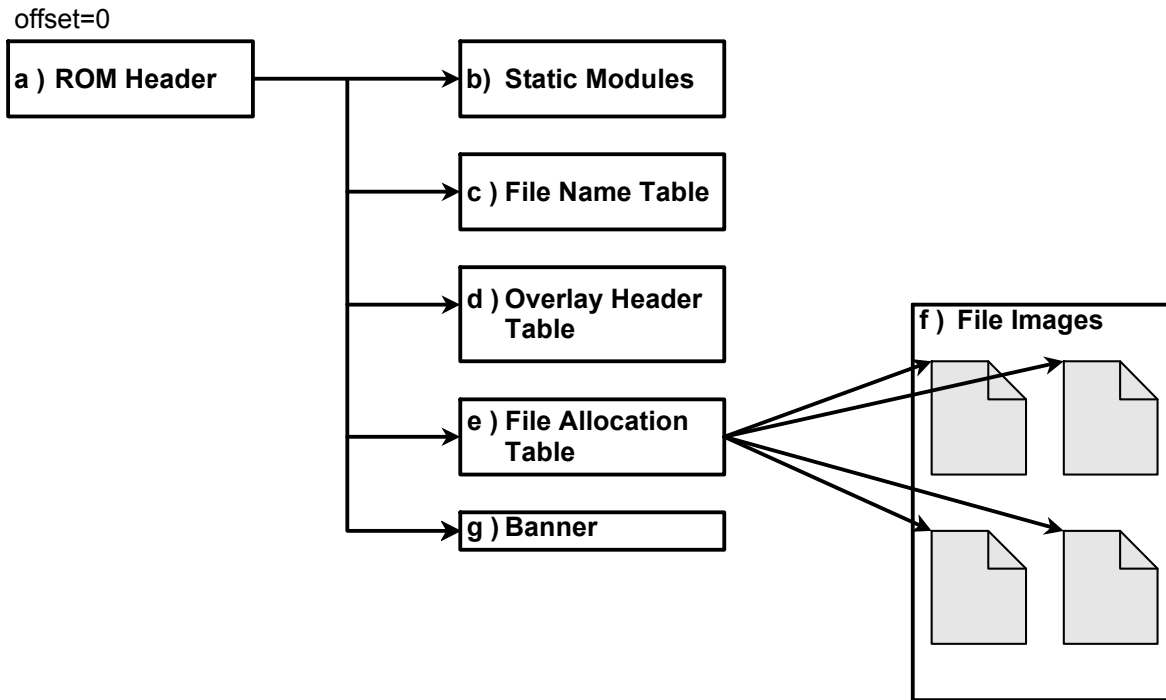 offset=0
a ) ROM Header
b) Static Modules
c ) File Name Table
d ) Overlay Header
Table
e ) File Allocation
Table
f ) File Images
g ) Banner